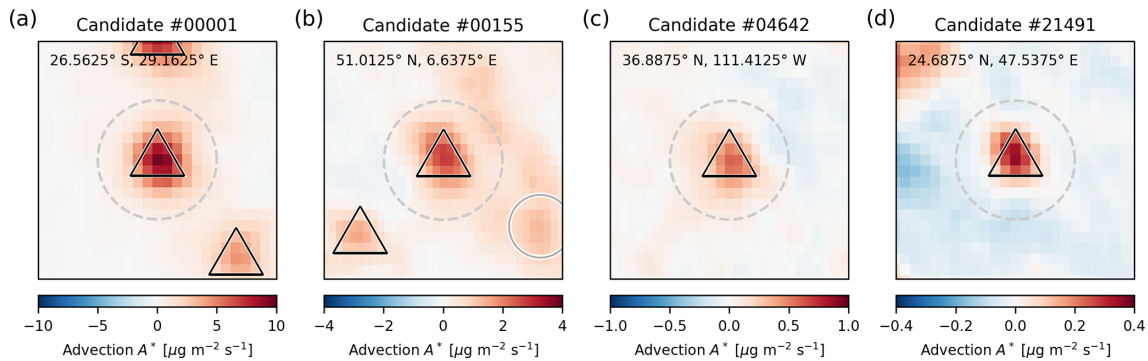 (a) Candidate #00001
26.5625° S, 29.1625° E
−10 −5 0 5 10
Advection A* [μg m⁻² s⁻¹]
(b) Candidate #00155
51.0125° N, 6.6375° E
−4 −2 0 2 4
Advection A* [μg m⁻² s⁻¹]
(c) Candidate #04642
36.8875° N, 111.4125° W
−1.0 −0.5 0.0 0.5 1.0
Advection A* [μg m⁻² s⁻¹]
(d) Candidate #21491
24.6875° N, 47.5375° E
−0.4 −0.2 0.0 0.2 0.4
Advection A* [μg m⁻² s⁻¹]